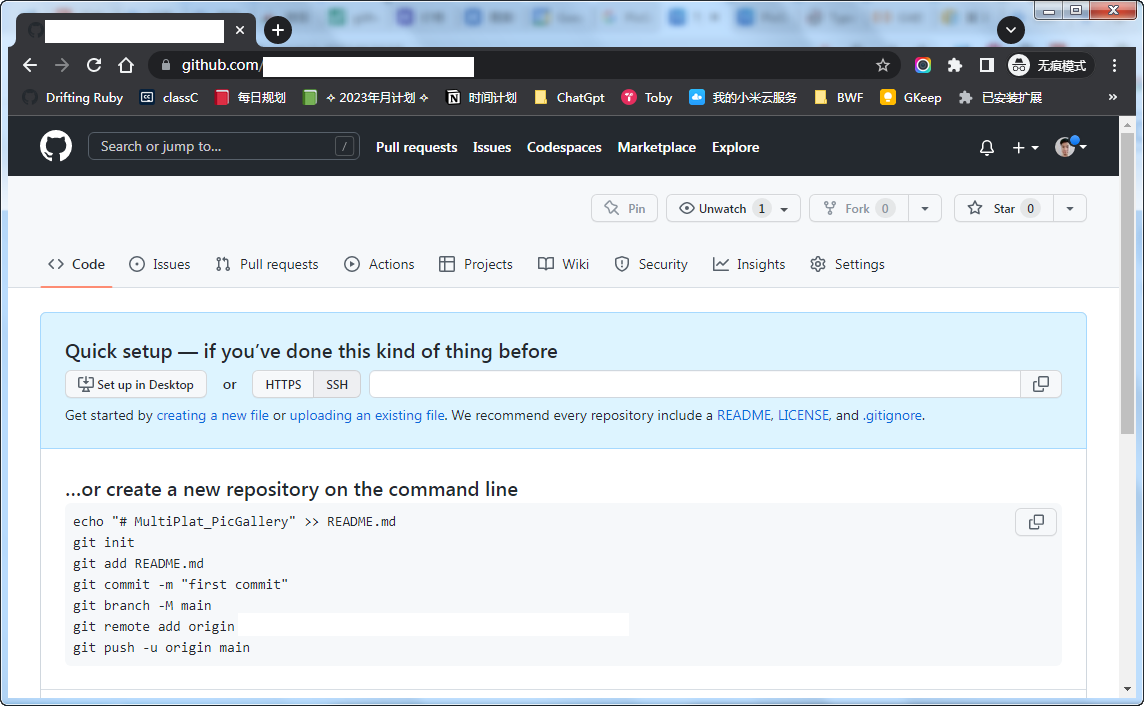 github.com/
无痕模式
Drifting Ruby classC 每日规划 ✧ 2023年月计划 ✧ 时间计划 ChatGpt Toby 我的小米云服务 BWF GKeep 已安装扩展 »
Search or jump to... / Pull requests Issues Codespaces Marketplace Explore
Pin Unwatch 1 Fork 0 Star 0
Code Issues Pull requests Actions Projects Wiki Security Insights Settings
Quick setup — if you’ve done this kind of thing before
Set up in Desktop or HTTPS SSH
Get started by creating a new file or uploading an existing file. We recommend every repository include a README, LICENSE, and .gitignore.
...or create a new repository on the command line
echo "# MultiPlat_PicGallery" >> README.md
git init
git add README.md
git commit -m "first commit"
git branch -M main
git remote add origin
git push -u origin main